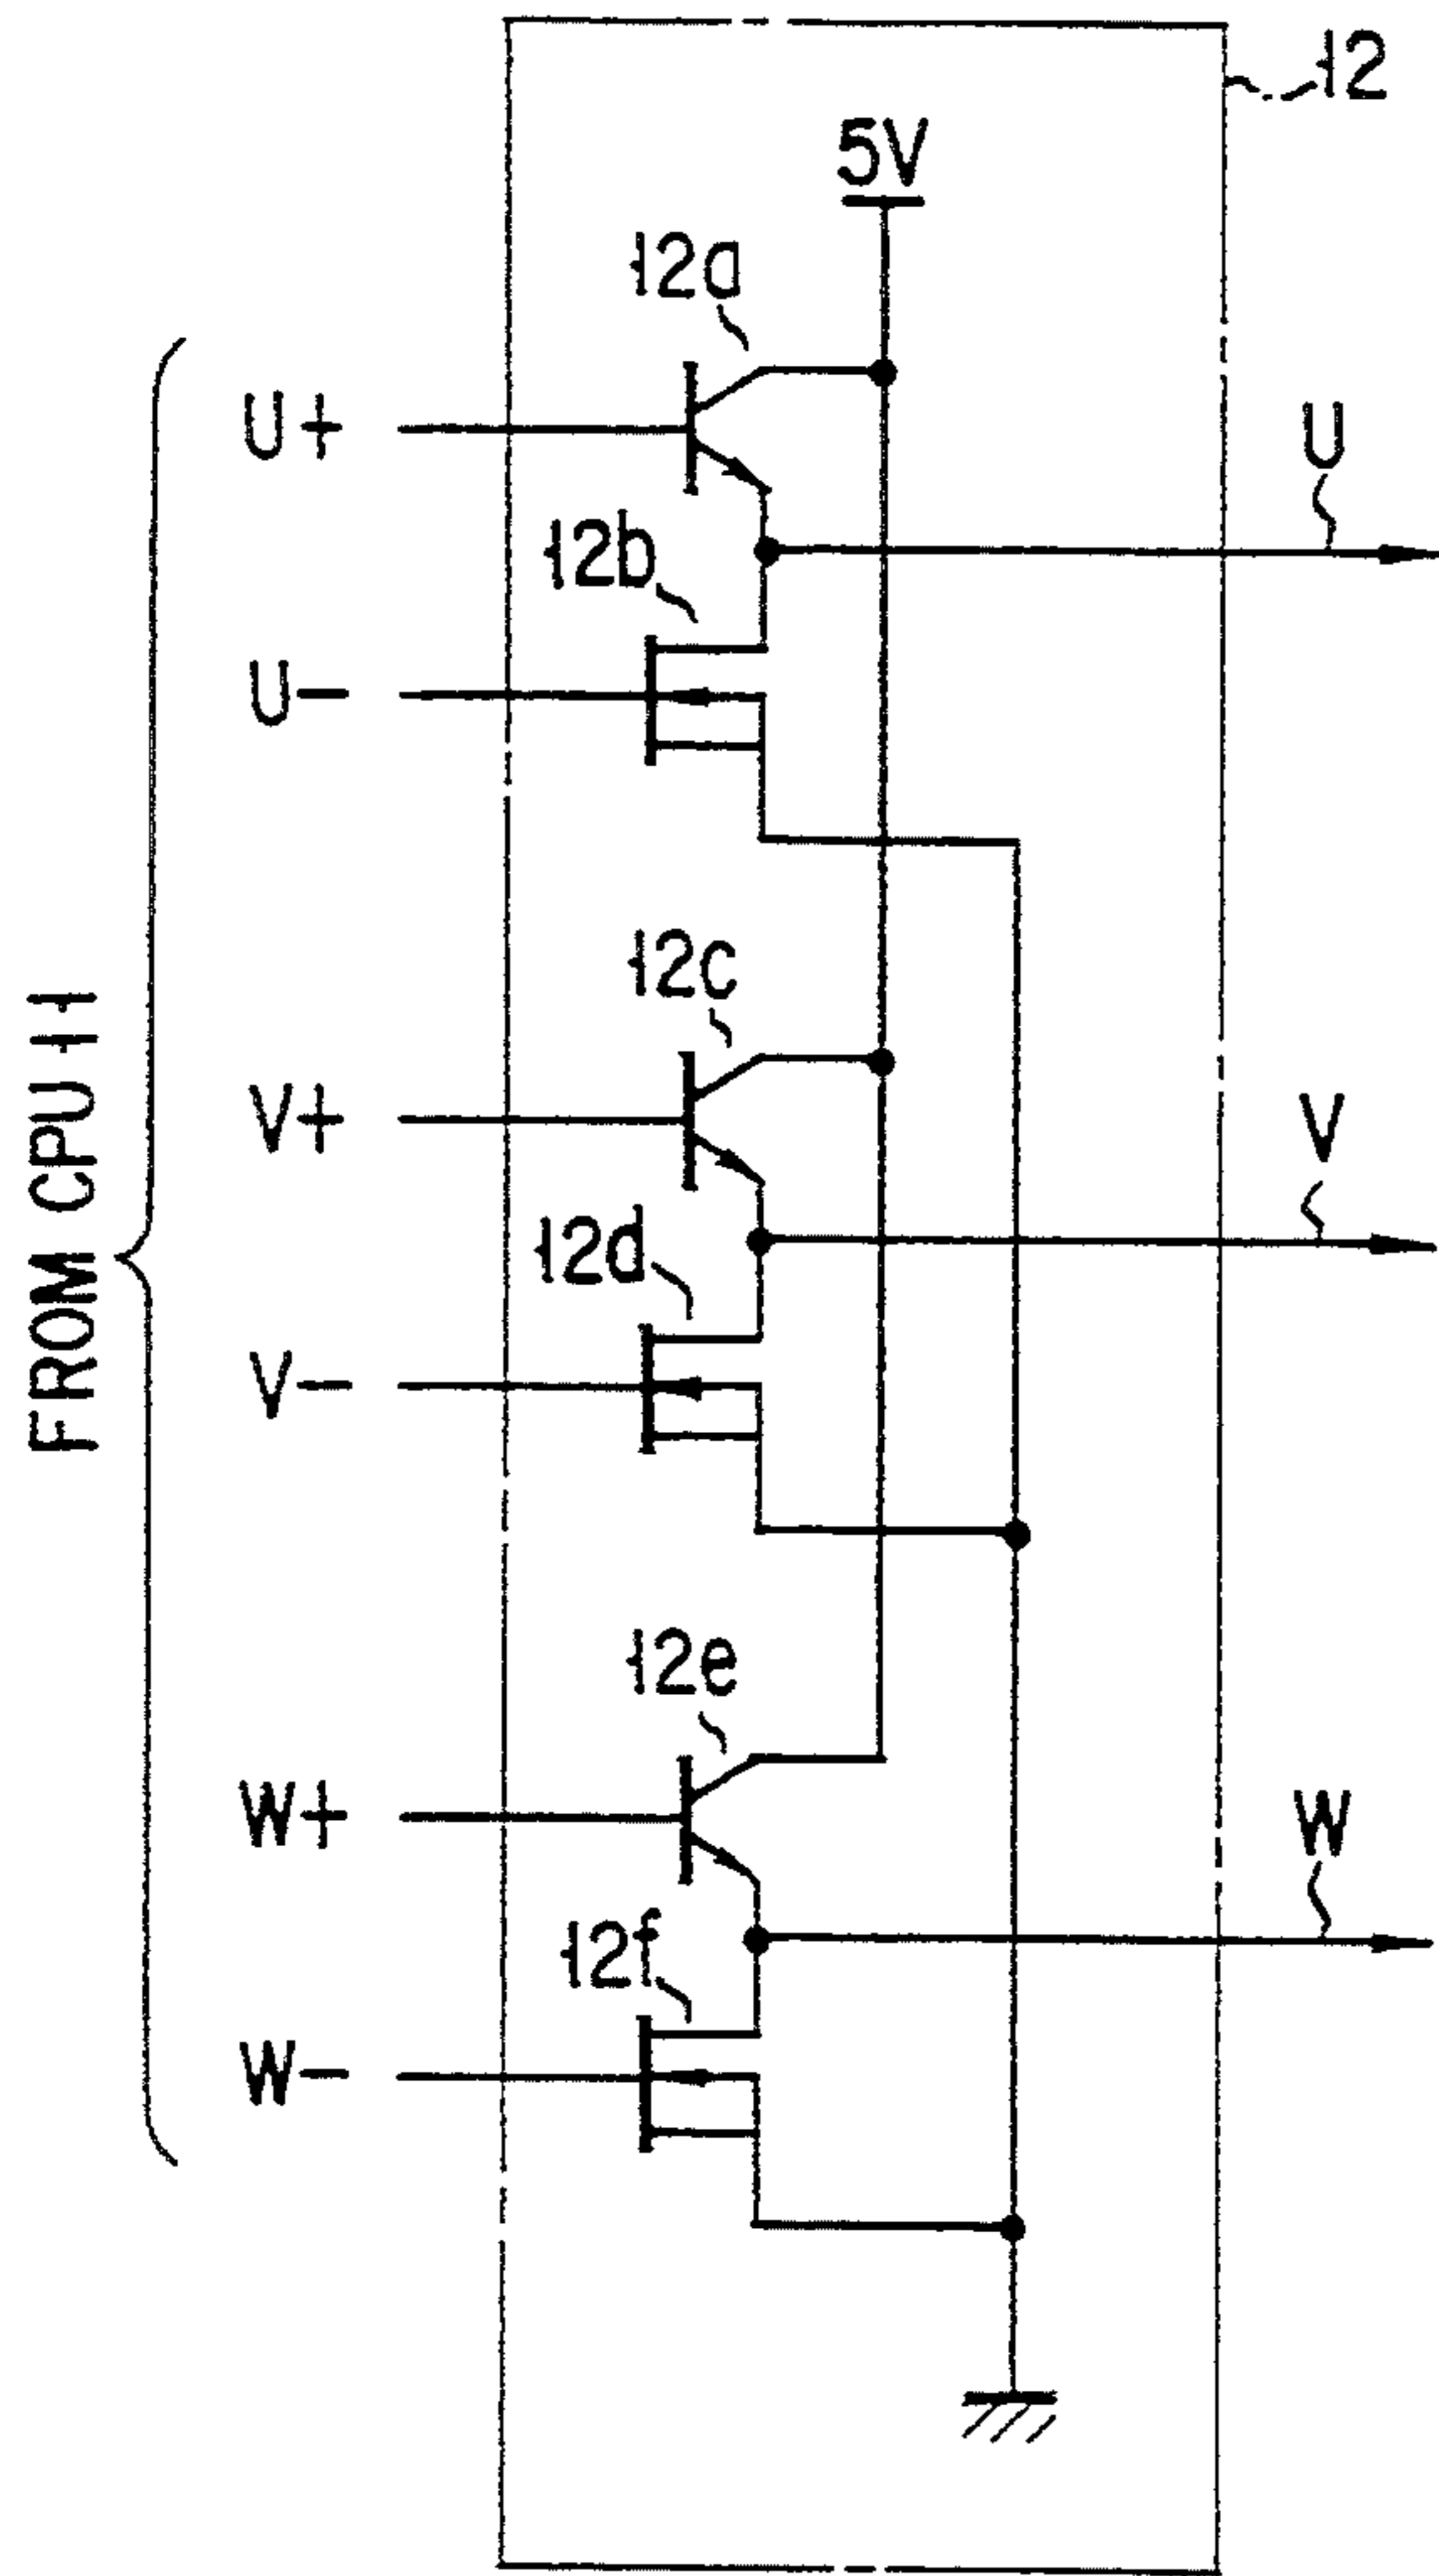 12
5V
12a
U+
U
12b
U-
12c
V+
V
12d
V-
12e
W+
W
12f
W-
FROM CPU 11